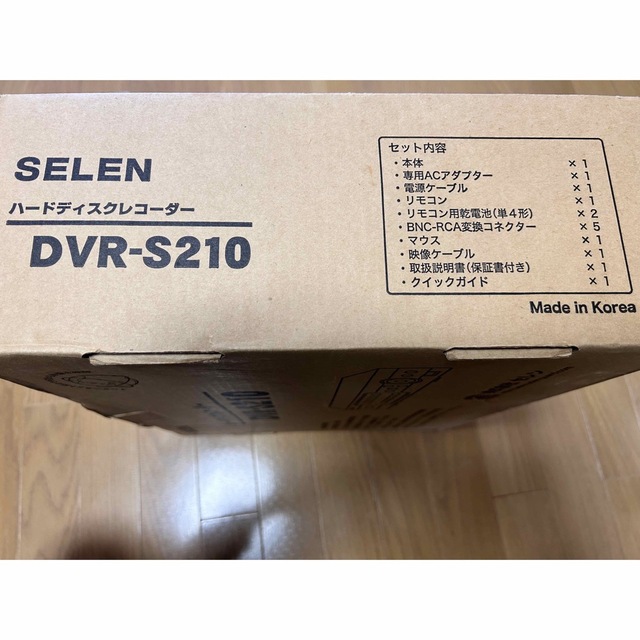 SELEN
ハードディスクレコーダー
DVR-S210
セット内容
・本体 ×1
・専用ACアダプター ×1
・電源ケーブル ×1
・リモコン ×1
・リモコン用乾電池(単4形) ×2
・BNC-RCA変換コネクター ×5
・マウス ×1
・映像ケーブル ×1
・取扱説明書(保証書付き) ×1
・クイックガイド ×1
Made in Korea